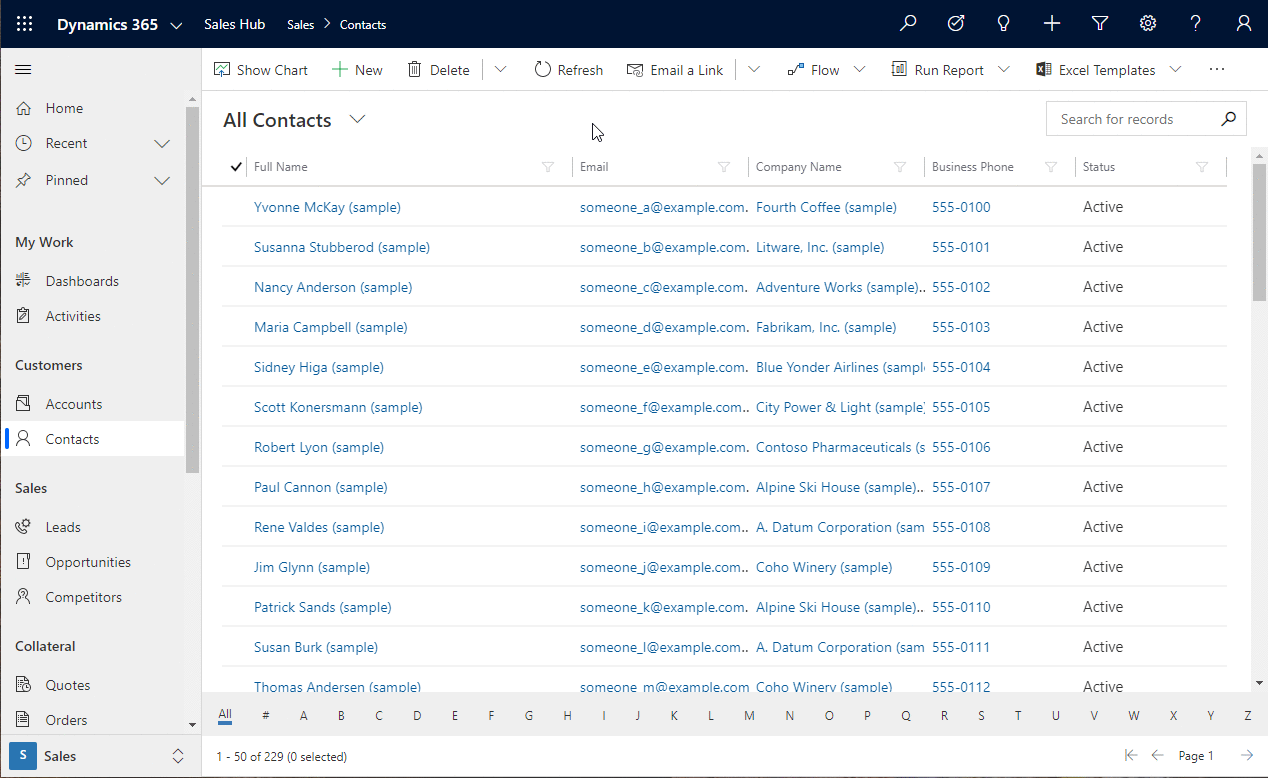 Dynamics 365 Sales Hub Sales > Contacts
Show Chart New Delete Refresh Email a Link Flow Run Report Excel Templates
Home
Recent
Pinned
My Work
Dashboards
Activities
Customers
Accounts
Contacts
Sales
Leads
Opportunities
Competitors
Collateral
Quotes
Orders
S Sales
All Contacts
Search for records
Full Name Email Company Name Business Phone Status
Yvonne McKay (sample) someone_a@example.com. Fourth Coffee (sample) 555-0100 Active
Susanna Stubberod (sample) someone_b@example.com. Litware, Inc. (sample) 555-0101 Active
Nancy Anderson (sample) someone_c@example.com. Adventure Works (sample).. 555-0102 Active
Maria Campbell (sample) someone_d@example.com. Fabrikam, Inc. (sample) 555-0103 Active
Sidney Higa (sample) someone_e@example.com. Blue Yonder Airlines (sampl 555-0104 Active
Scott Konersmann (sample) someone_f@example.com.. City Power & Light (sample) 555-0105 Active
Robert Lyon (sample) someone_g@example.com. Contoso Pharmaceuticals (s 555-0106 Active
Paul Cannon (sample) someone_h@example.com. Alpine Ski House (sample).. 555-0107 Active
Rene Valdes (sample) someone_i@example.com.. A. Datum Corporation (sam 555-0108 Active
Jim Glynn (sample) someone_j@example.com.. Coho Winery (sample) 555-0109 Active
Patrick Sands (sample) someone_k@example.com. Alpine Ski House (sample).. 555-0110 Active
Susan Burk (sample) someone_l@example.com.. A. Datum Corporation (sam 555-0111 Active
Thomas Andersen (sample) someone_m@example.com Coho Winery (sample) 555-0112 Active
All # A B C D E F G H I J K L M N O P Q R S T U V W X Y Z
1 - 50 of 229 (0 selected) Page 1